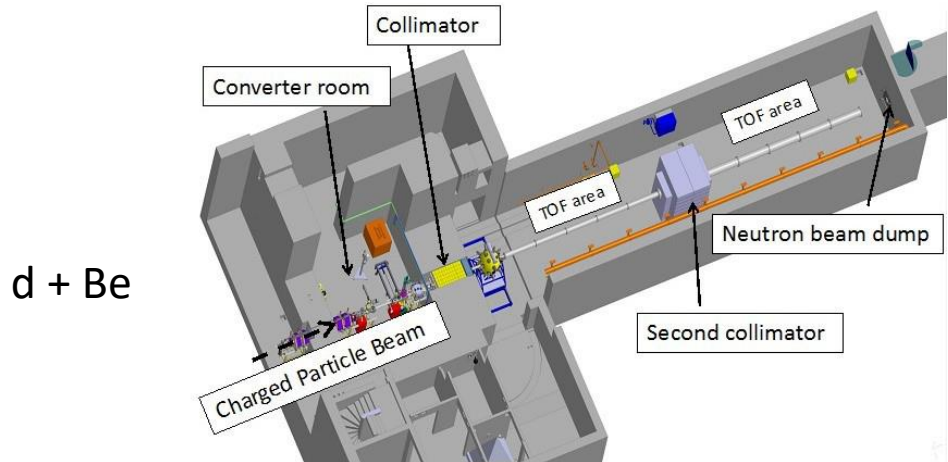 Collimator
Converter room
TOF area
TOF area
Neutron beam dump
d + Be
Second collimator
Charged Particle Beam